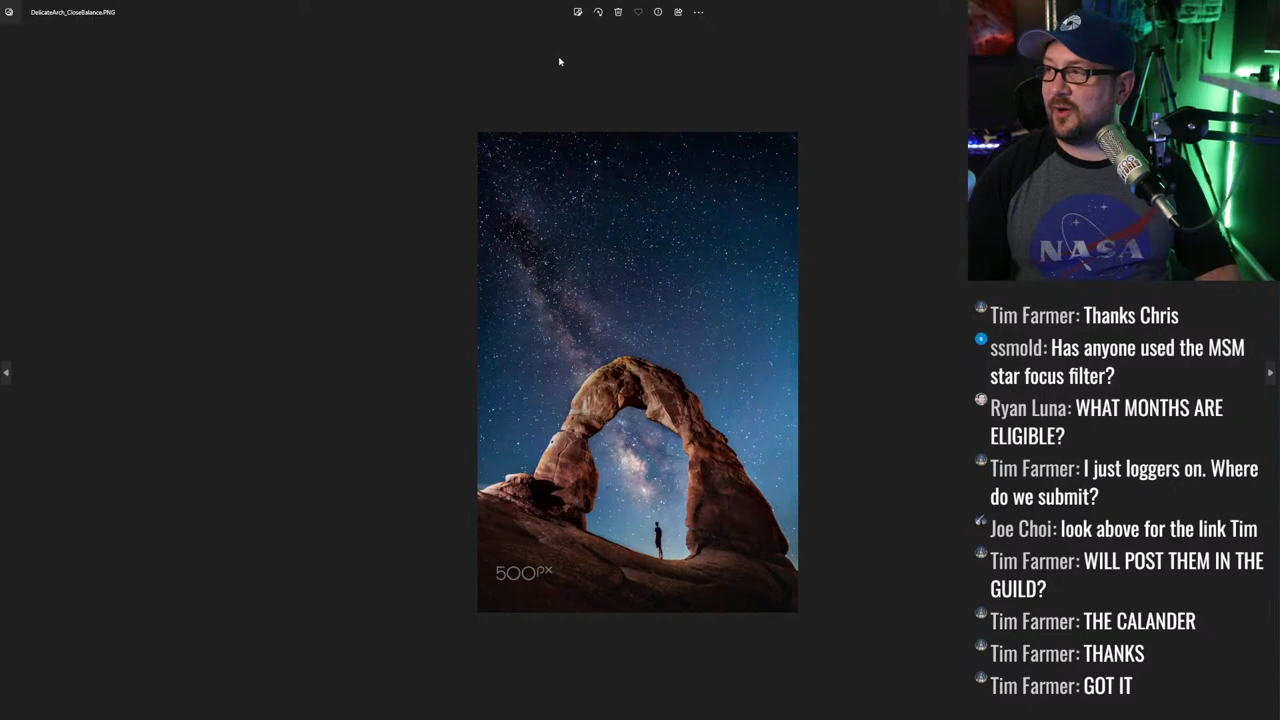 DelicateArch_CloseBalance.PNG
NASA
500px
Tim Farmer: Thanks Chris
ssmold: Has anyone used the MSM
star focus filter?
Ryan Luna: WHAT MONTHS ARE
ELIGIBLE?
Tim Farmer: I just loggers on. Where
do we submit?
Joe Choi: look above for the link Tim
Tim Farmer: WILL POST THEM IN THE
GUILD?
Tim Farmer: THE CALANDER
Tim Farmer: THANKS
Tim Farmer: GOT IT